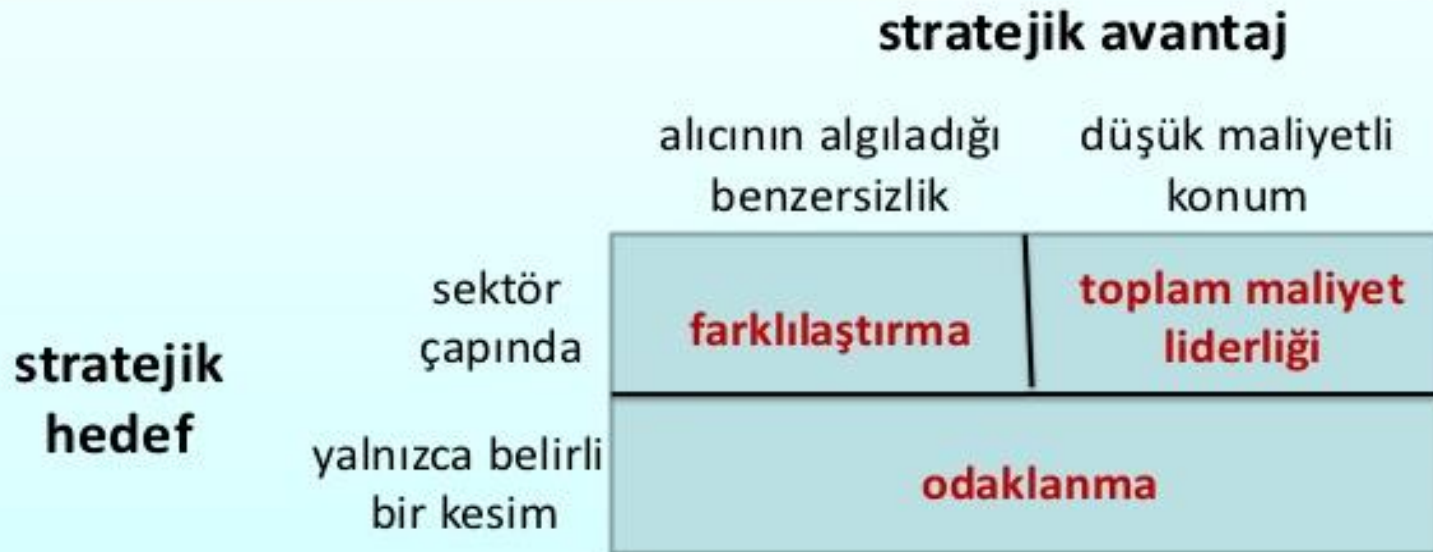 stratejik avantaj
alıcının algıladığı
benzersizlik
düşük maliyetli
konum
stratejik
hedef
sektör
çapında
farklılaştırma
toplam maliyet
liderliği
yalnızca belirli
bir kesim
odaklanma